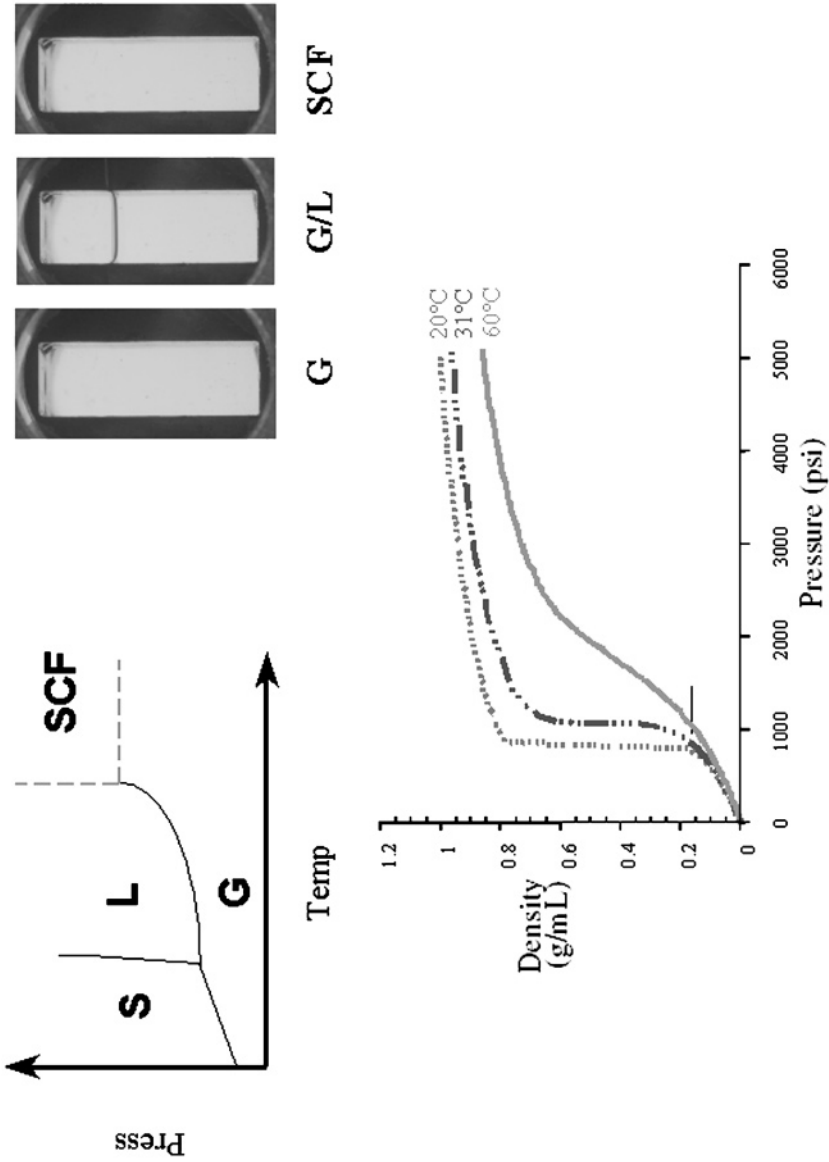 Press
S
L
G
SCF
Temp
G
G/L
SCF
Density
(g/mL)
1.2
1
0.8
0.6
0.4
0.2
0
20°C
31°C
60°C
0
1000
2000
3000
4000
5000
6000
Pressure (psi)